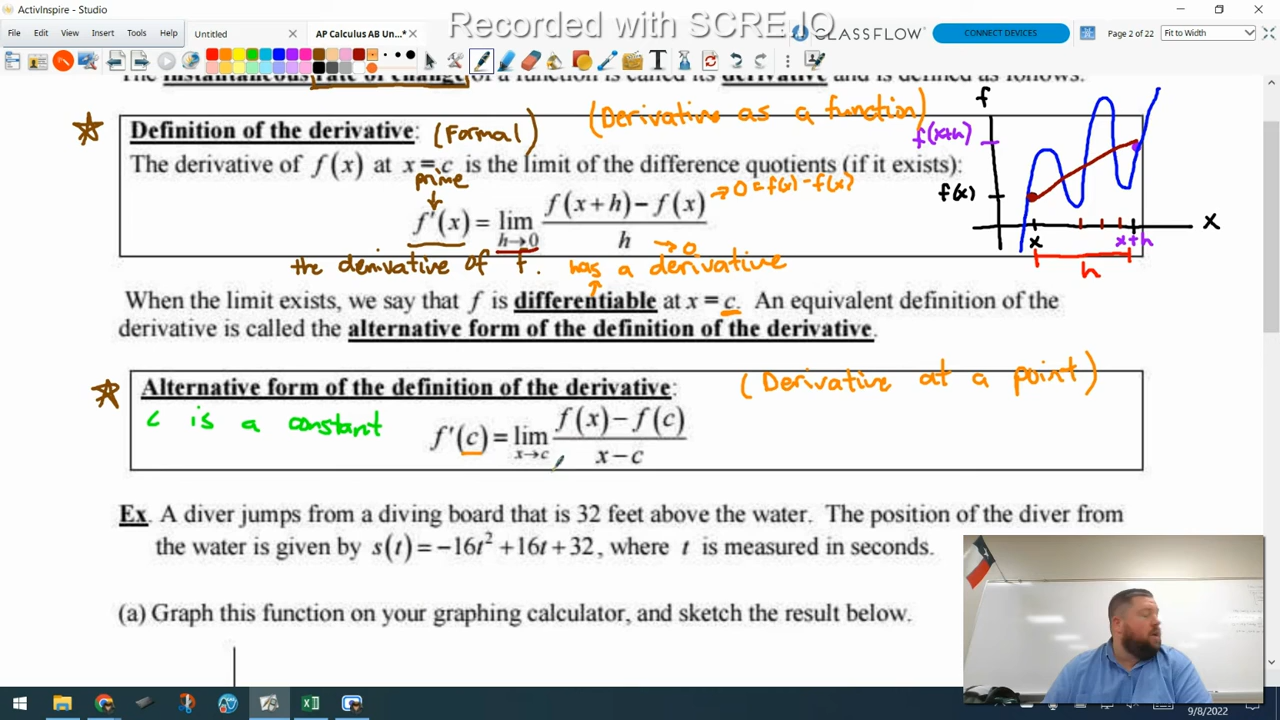 ActivInspire - Studio
Recorded with SCRE.IO
File Edit View Insert Tools Help
Untitled
AP Calculus AB Un...
CLASSFLOW
CONNECT DEVICES
Page 2 of 22
Fit to Width
of a function is called its derivative and is defined as follows:
Definition of the derivative: (Formal)
(Derivative as a function)
The derivative of f(x) at x = c is the limit of the difference quotients (if it exists):
prime
f'(x) = lim h→0 f(x+h) − f(x) / h
→ 0 = f(x) - f(x)
→ 0
the derivative of f.
has a derivative
f
f(x+h)
f(x)
x
x+h
x
h
When the limit exists, we say that f is differentiable at x = c. An equivalent definition of the
derivative is called the alternative form of the definition of the derivative.
Alternative form of the definition of the derivative:
(Derivative at a point)
c is a constant
f'(c) = lim x→c f(x) − f(c) / x − c
Ex. A diver jumps from a diving board that is 32 feet above the water. The position of the diver from
the water is given by s(t) = −16t² + 16t + 32, where t is measured in seconds.
(a) Graph this function on your graphing calculator, and sketch the result below.
9/8/2022